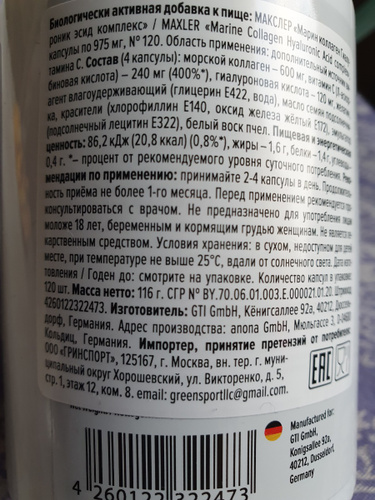 Биологически активная добавка к пище: МАКСЛЕР «Марин коллаген
роник эсид комплекс» / MAXLER «Marine Collagen Hyaluronic Acid complex»
капсулы по 975 мг, № 120. Область применения: дополнительный
тамина С. Состав (4 капсулы): морской коллаген – 600 мг, витамин С
биновая кислота) – 240 мг (400%*), гиалуроновая кислота – 120 мг,
агент влагоудерживающий (глицерин Е422, вода), масло семян
ка, красители (хлорофиллин Е140, оксид железа жёлтый Е172),
(подсолнечный лецитин Е322), белый воск пчел. Пищевая и энергетическая
ценность: 86,2 кДж (20,8 ккал) (0,8%*), жиры – 1,6 г, белки – 1,4 г,
0,4 г. *– процент от рекомендуемого уровня суточного потребления.
мендации по применению: принимайте 2-4 капсулы в день.
ность приёма не более 1-го месяца. Перед применением рекомендуется
консультироваться с врачом. Не предназначено для употребления лицам
моложе 18 лет, беременным и кормящим грудью женщинам. Не является
карственным средством. Условия хранения: в сухом, недоступном для детей
месте, при температуре не выше 25°С, вдали от солнечного света. Дата
товления / Годен до: смотрите на упаковке. Количество капсул в упаковке:
120 шт. Масса нетто: 116 г. СГР № BY.70.06.01.003.E.000021.01.20.
4260122322473. Изготовитель: GTI GmbH, Кёнигсаллее 92а, 40212,
дорф, Германия. Адрес производства: anona GmbH, Мюльгассе 3,
Кольдиц, Германия. Импортер, принятие претензий от потребителей:
ООО «ГРИНСПОРТ», 125167, г. Москва, вн. тер. г. муни-
ципальный округ Хорошевский, ул. Викторенко, д. 5,
стр. 1, этаж 12, ком. 8. email: greensportllc@gmail.com.
EAC
Manufactured for:
GTI GmbH,
Konigsallee 92a,
40212, Dusseldorf,
Germany
4 260122 322473